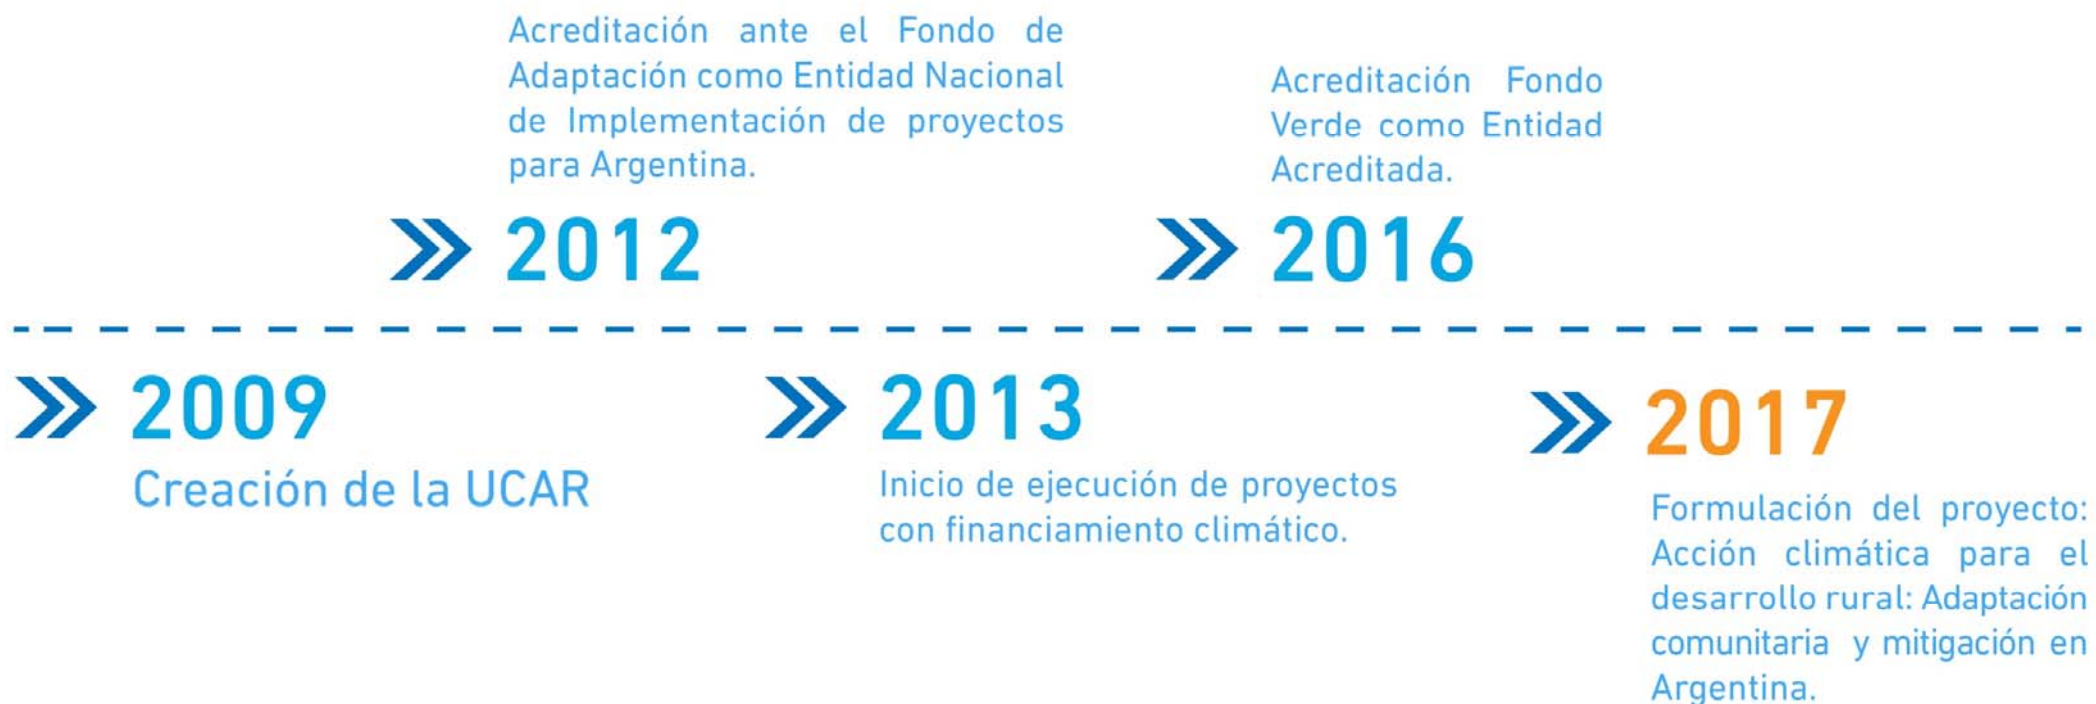 Acreditación ante el Fondo de
Adaptación como Entidad Nacional
de Implementación de proyectos
para Argentina.
2012
Acreditación Fondo
Verde como Entidad
Acreditada.
2016
2009
Creación de la UCAR
2013
Inicio de ejecución de proyectos
con financiamiento climático.
2017
Formulación del proyecto:
Acción climática para el
desarrollo rural: Adaptación
comunitaria y mitigación en
Argentina.